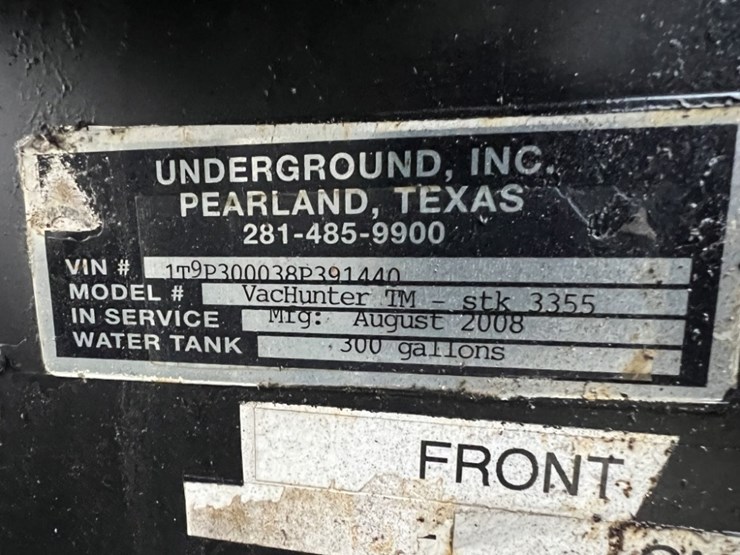 UNDERGROUND, INC.
PEARLAND, TEXAS
281-485-9900
VIN # 1T9P300038P391440
MODEL # VacHunter TM - stk 3355
IN SERVICE Mfg: August 2008
WATER TANK 300 gallons
FRONT